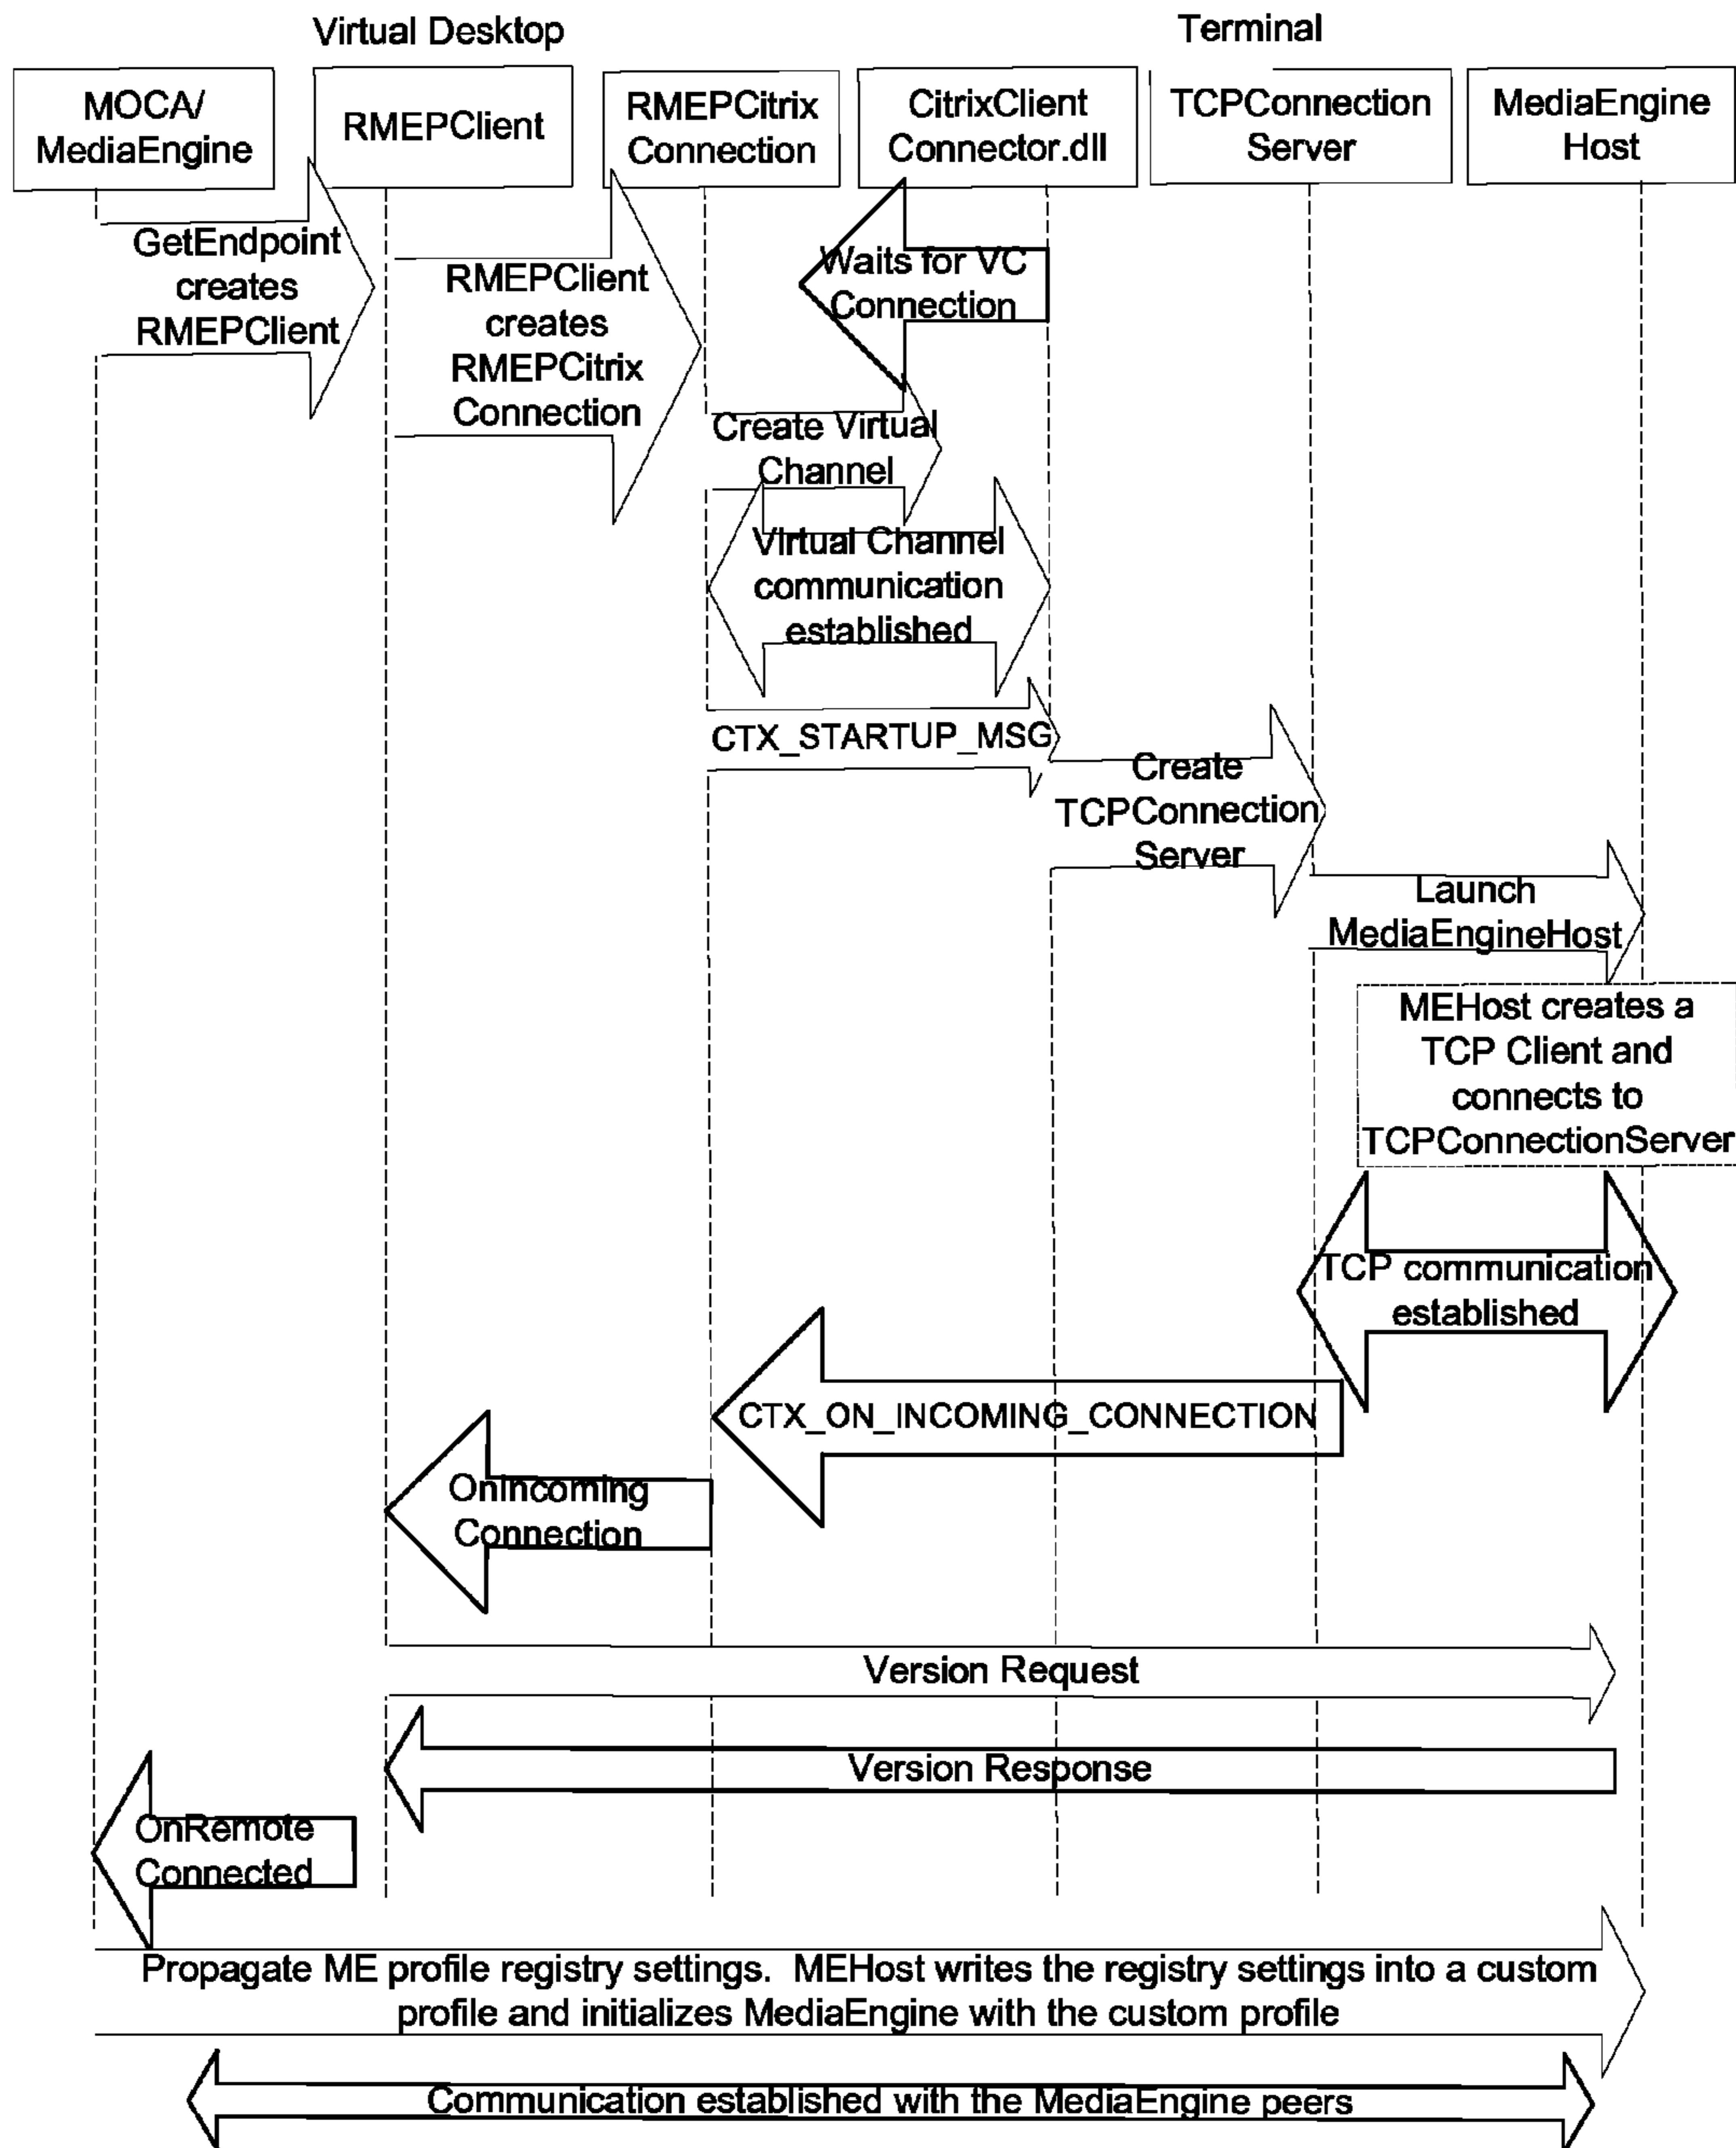 Virtual Desktop
Terminal
MOCA/
MediaEngine
RMEPClient
RMEPCitrix
Connection
CitrixClient
Connector.dll
TCPConnection
Server
MediaEngine
Host
GetEndpoint
creates
RMEPClient
RMEPClient
creates
RMEPCitrix
Connection
Waits for VC
Connection
Create Virtual
Channel
Virtual Channel
communication
established
CTX_STARTUP_MSG
Create
TCPConnection
Server
Launch
MediaEngineHost
MEHost creates a
TCP Client and
connects to
TCPConnectionServer
TCP communication
established
CTX_ON_INCOMING_CONNECTION
OnIncoming
Connection
Version Request
Version Response
OnRemote
Connected
Propagate ME profile registry settings.  MEHost writes the registry settings into a custom
profile and initializes MediaEngine with the custom profile
Communication established with the MediaEngine peers